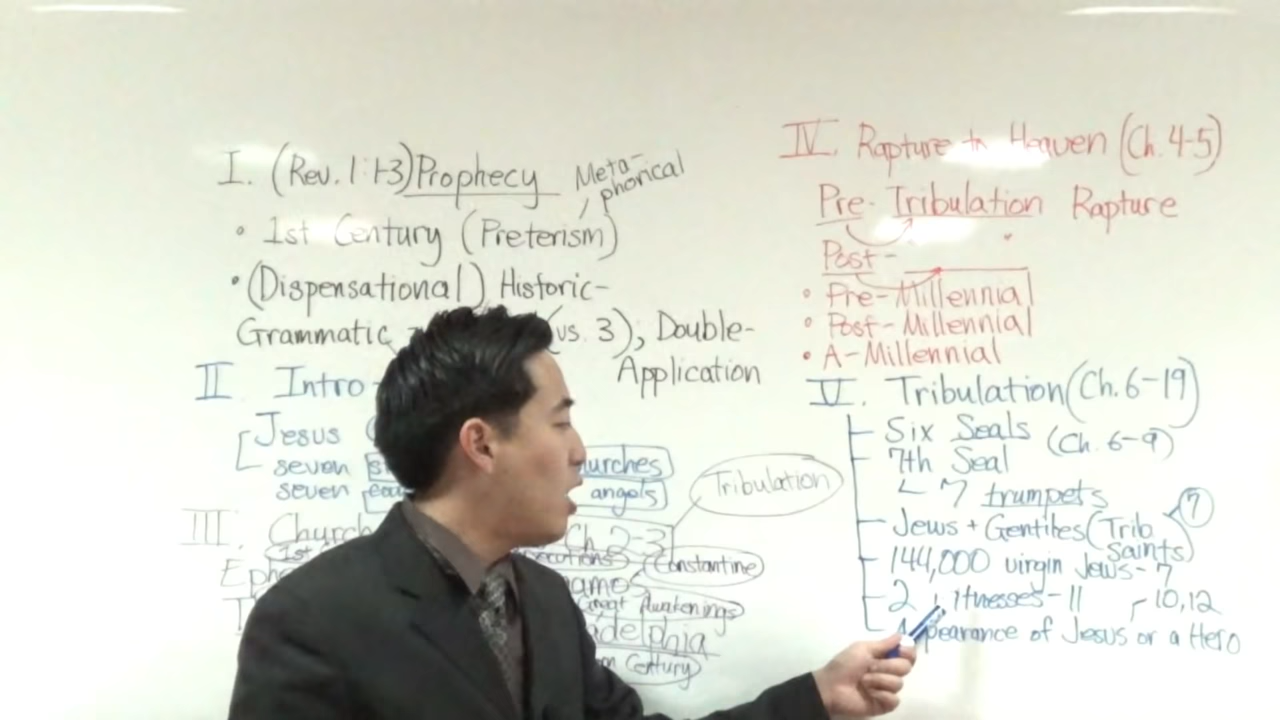 I. (Rev. 1:1-3) Prophecy
Meta-
phorical
• 1st Century (Preterism)
• (Dispensational) Historic-
Grammatic (vs. 3), Double-
Application
II. Intro
Jesus
seven churches
seven angels
III. Church Ch. 2-3
Tribulation
1st
Constantine
Great Awakenings
Century
IV. Rapture to Heaven (Ch. 4-5)
Pre-Tribulation Rapture
Post-
• Pre-Millennial
• Post-Millennial
• A-Millennial
V. Tribulation (Ch. 6-19)
Six Seals (Ch. 6-9)
7th Seal
7 trumpets
Jews + Gentiles (Trib. 7
Saints)
144,000 virgin Jews-7
2 Witnesses-11 10,12
Appearance of Jesus or a Hero